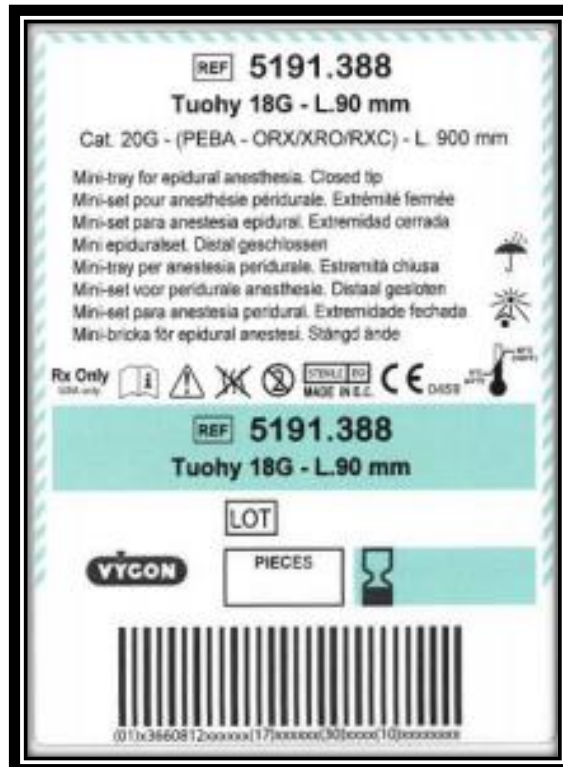 REF 5191.388
Tuohy 18G - L.90 mm
Cat. 20G - (PEBA - ORX/XRO/RXC) - L. 900 mm
Mini-tray for epidural anesthesia. Closed tip
Mini-set pour anesthésie péridurale. Extrémité fermée
Mini-set para anestesia epidural. Extremidad cerrada
Mini epiduralset. Distal geschlossen
Mini-tray per anestesia peridurale. Estremità chiusa
Mini-set voor peridurale anesthesie. Distaal gesloten
Mini-set para anestesia peridural. Extremidade fechada
Mini-bricka för epidural anestesi. Stängd ände
Rx Only
USA only
STERILE EO
MADE IN E.C.
CE 0459
REF 5191.388
Tuohy 18G - L.90 mm
LOT
VYGON
PIECES